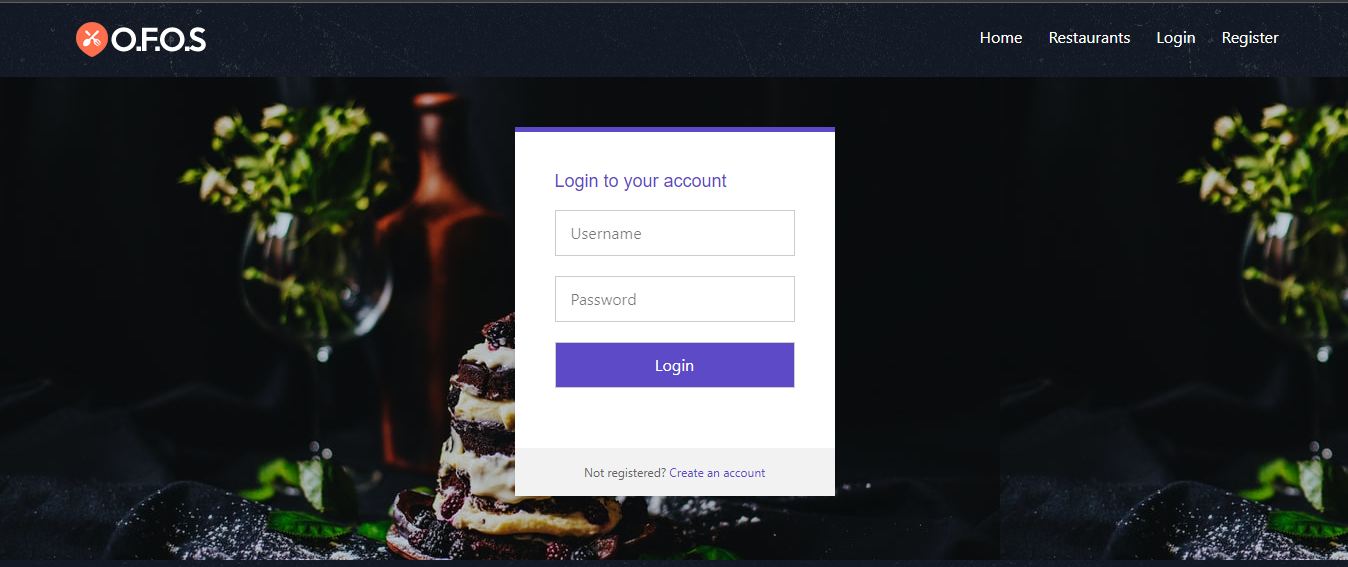 O.F.O.S
Home
Restaurants
Login
Register
Login to your account
Username
Password
Login
Not registered? Create an account